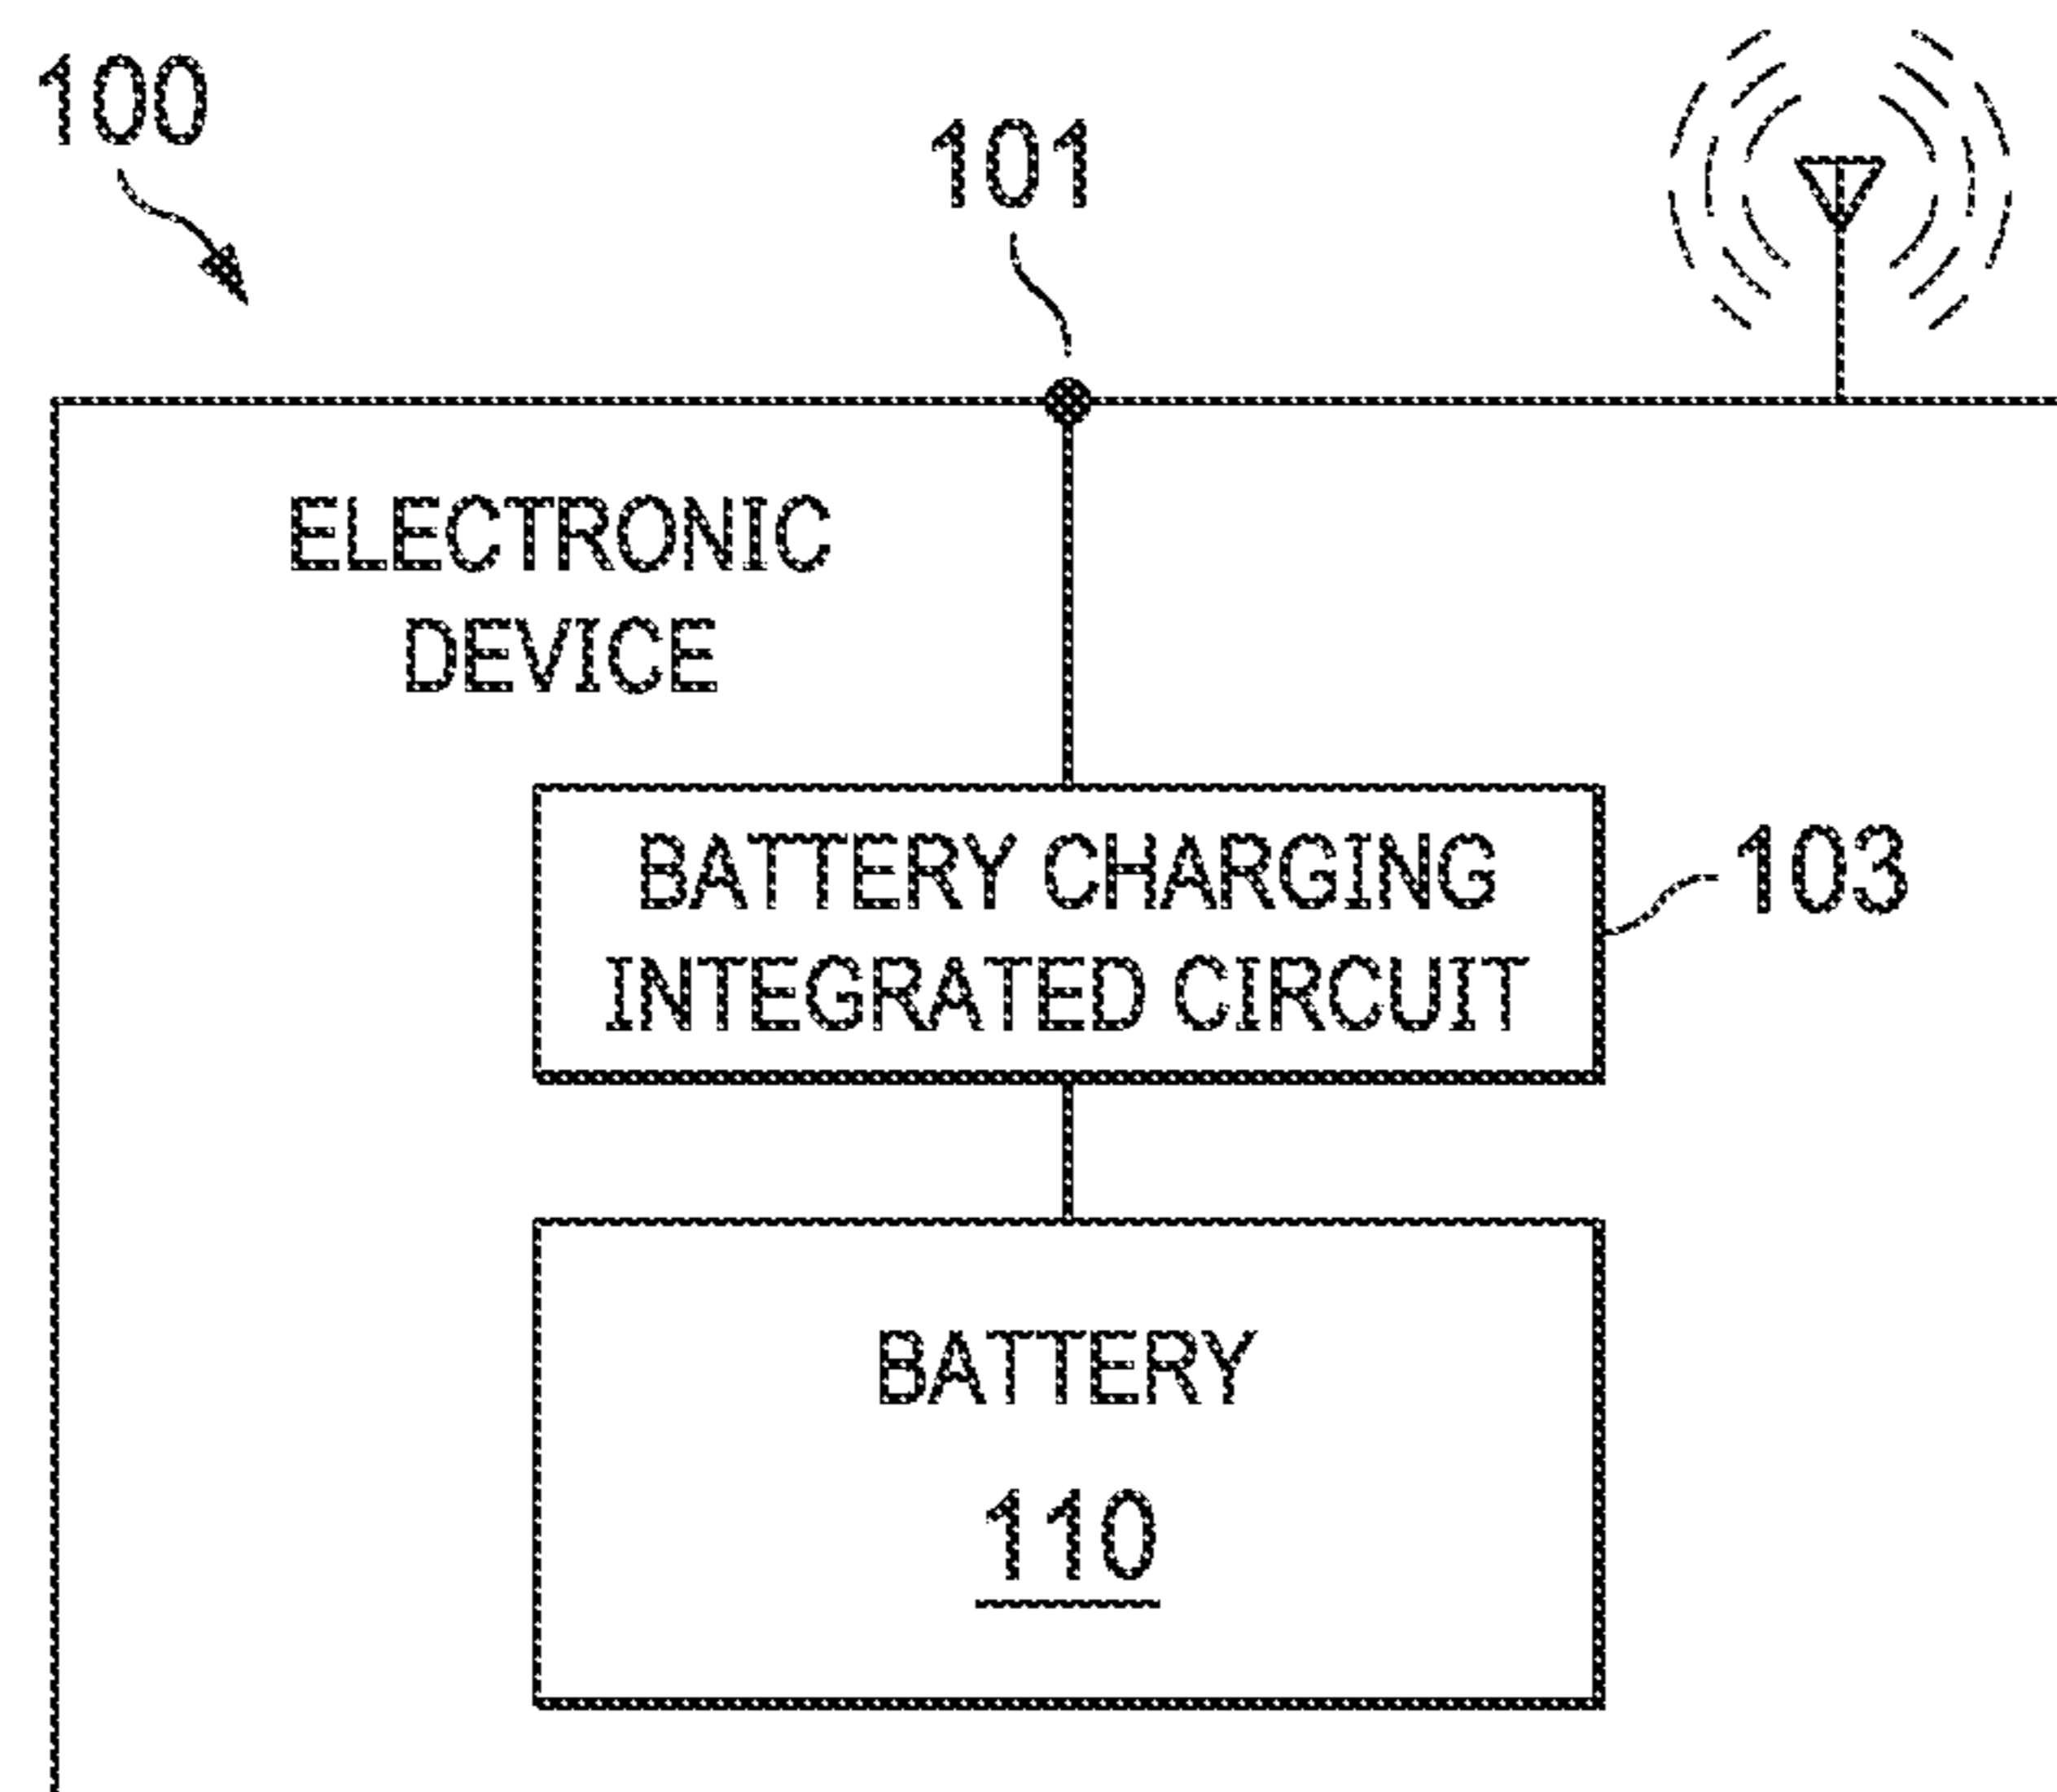 100
101
ELECTRONIC
DEVICE
BATTERY CHARGING
INTEGRATED CIRCUIT
103
BATTERY
110